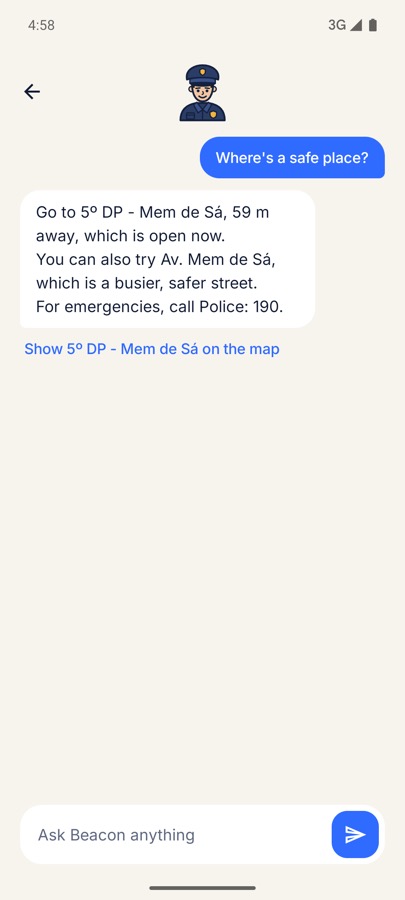 4:58
3G
Where's a safe place?
Go to 5º DP - Mem de Sá, 59 m
away, which is open now.
You can also try Av. Mem de Sá,
which is a busier, safer street.
For emergencies, call Police: 190.
Show 5º DP - Mem de Sá on the map
Ask Beacon anything